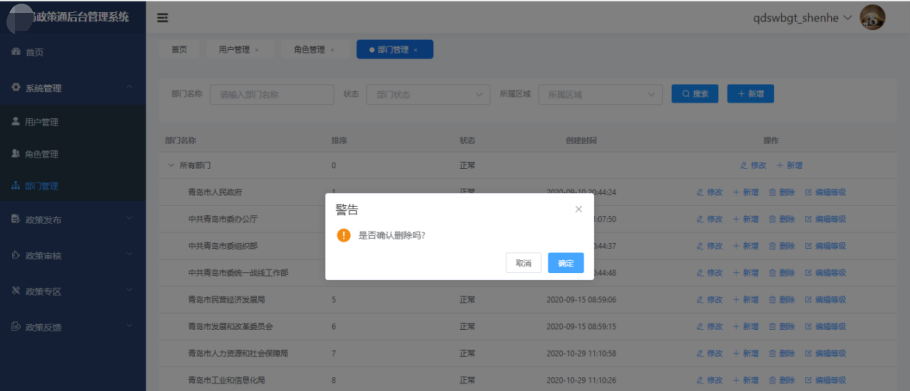 政策通后台管理系统
qdswbgt_shenhe
首页
用户管理 ×
角色管理 ×
部门管理 ×
首页
系统管理
用户管理
角色管理
部门管理
政策发布
政策审核
政策专区
政策反馈
部门名称 请输入部门名称 状态 部门状态 所属区域 所属区域 搜索 + 新增
部门名称 排序 状态 创建时间 操作
所有部门 0 正常 修改 + 新增
青岛市人民政府 正常 2020-09-10 20:44:24 修改 + 新增 删除 编辑等级
中共青岛市委办公厅 :07:50 修改 + 新增 删除 编辑等级
中共青岛市委组织部 :44:37 修改 + 新增 删除 编辑等级
中共青岛市委统一战线工作部 :44:48 修改 + 新增 删除 编辑等级
青岛市民营经济发展局 5 正常 2020-09-15 08:59:06 修改 + 新增 删除 编辑等级
青岛市发展和改革委员会 6 正常 2020-09-15 08:59:15 修改 + 新增 删除 编辑等级
青岛市人力资源和社会保障局 7 正常 2020-10-29 11:10:58 修改 + 新增 删除 编辑等级
青岛市工业和信息化局 8 正常 2020-10-29 11:10:26 修改 + 新增 删除 编辑等级
警告 ×
是否确认删除吗?
取消 确定